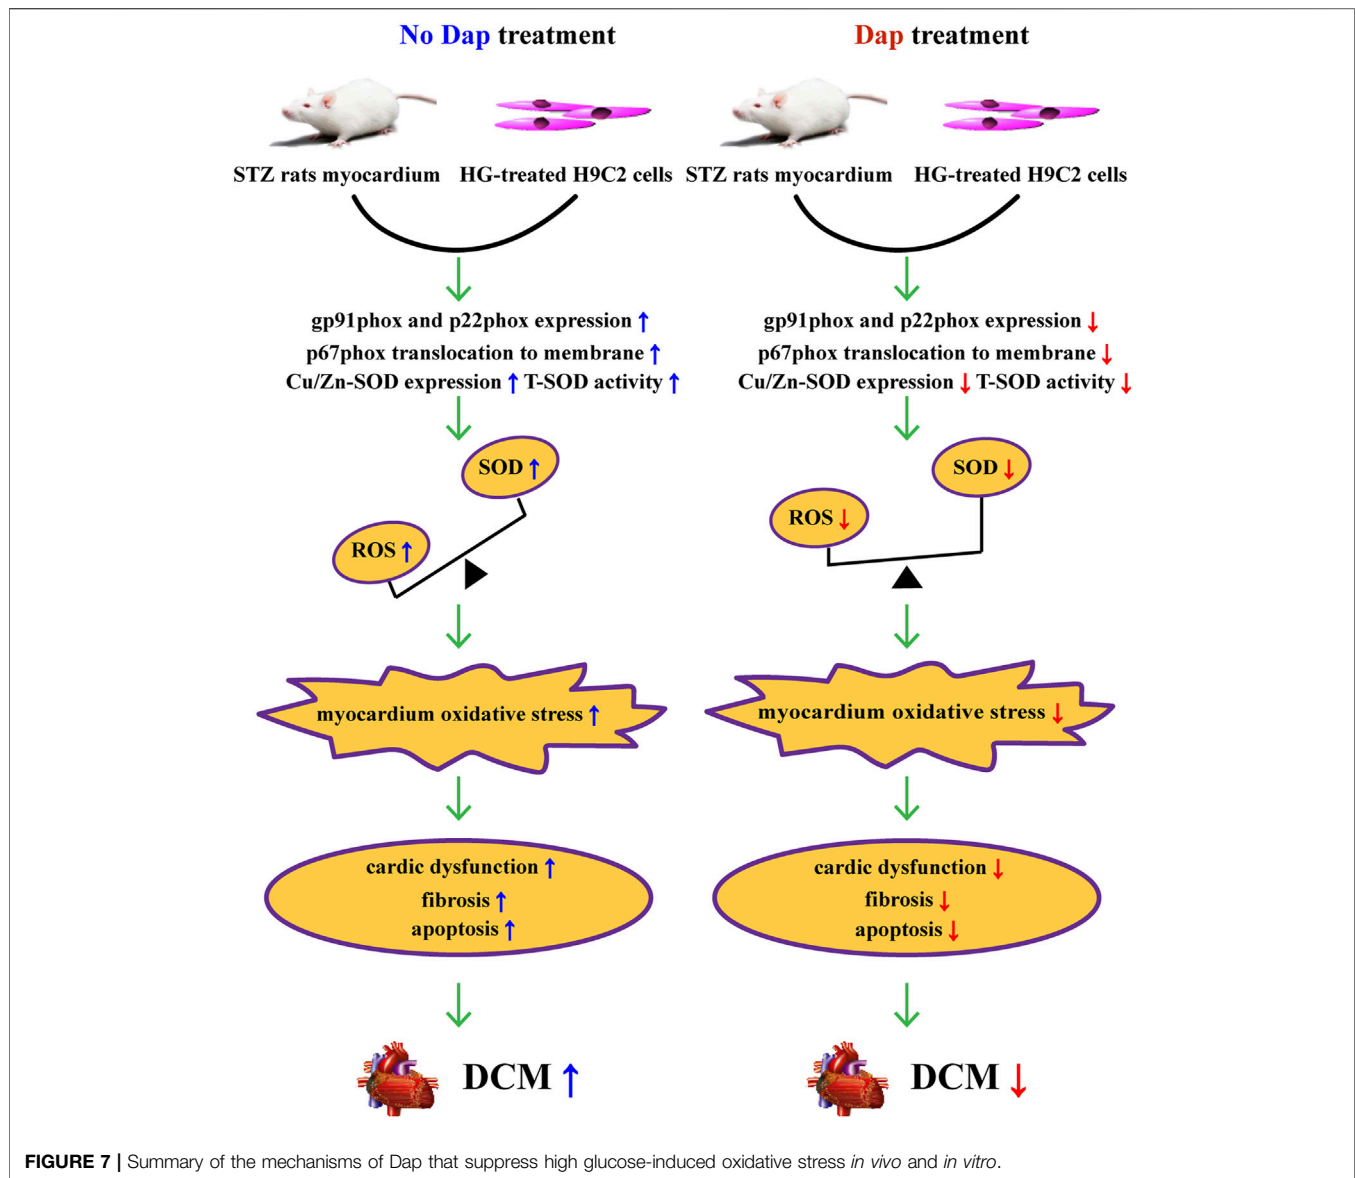 No Dap treatment
Dap treatment
STZ rats myocardium
HG-treated H9C2 cells
STZ rats myocardium
HG-treated H9C2 cells
gp91phox and p22phox expression ↑
p67phox translocation to membrane ↑
Cu/Zn-SOD expression ↑ T-SOD activity ↑
gp91phox and p22phox expression ↓
p67phox translocation to membrane ↓
Cu/Zn-SOD expression ↓ T-SOD activity ↓
SOD ↑
ROS ↑
SOD ↓
ROS ↓
myocardium oxidative stress ↑
myocardium oxidative stress ↓
cardic dysfunction ↑
fibrosis ↑
apoptosis ↑
cardic dysfunction ↓
fibrosis ↓
apoptosis ↓
DCM ↑
DCM ↓
FIGURE 7 | Summary of the mechanisms of Dap that suppress high glucose-induced oxidative stress in vivo and in vitro.